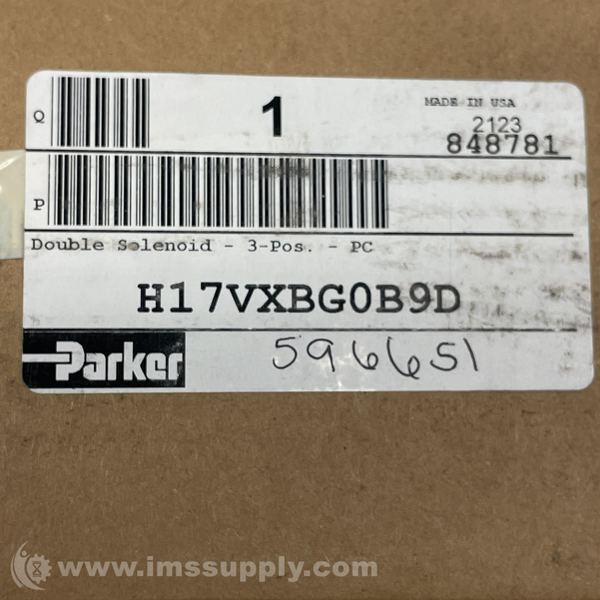 Q
1
MADE IN USA
2123
848781
P
Double Solenoid - 3-Pos. - PC
H17VXBG0B9D
Parker
596651
www.imssupply.com